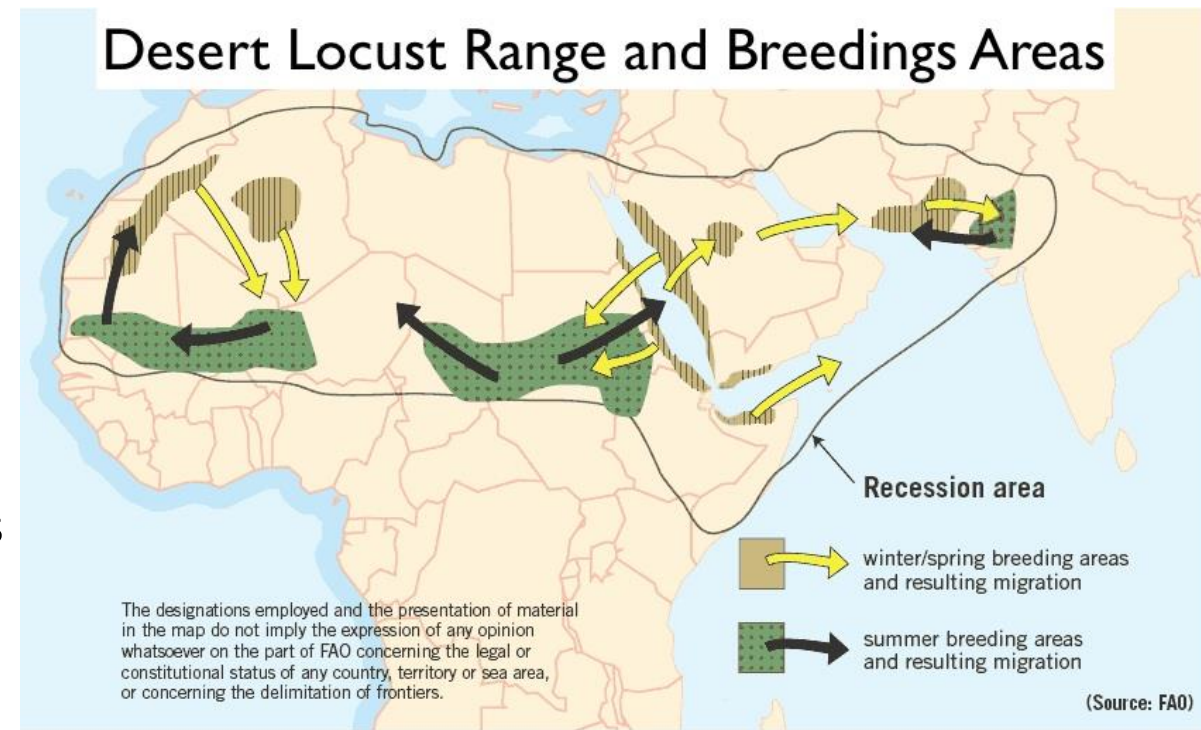 Desert Locust Range and Breedings Areas
Recession area
winter/spring breeding areas
and resulting migration
summer breeding areas
and resulting migration
The designations employed and the presentation of material
in the map do not imply the expression of any opinion
whatsoever on the part of FAO concerning the legal or
constitutional status of any country, territory or sea area,
or concerning the delimitation of frontiers.
(Source: FAO)